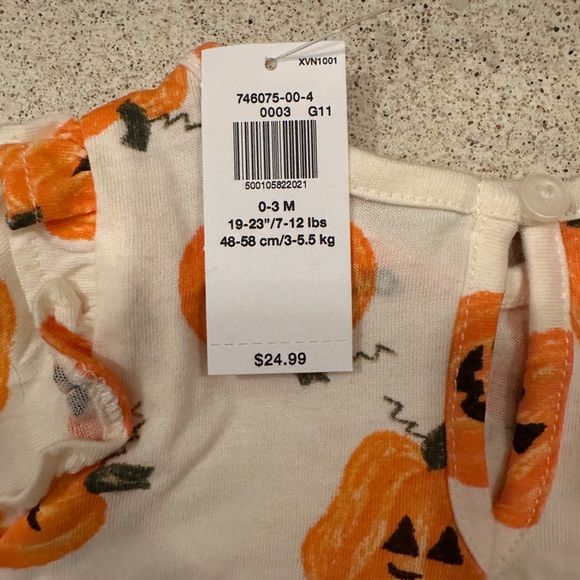 XVN1001
746075-00-4
0003 G11
500105822021
0-3 M
19-23"/7-12 lbs
48-58 cm/3-5.5 kg
$24.99